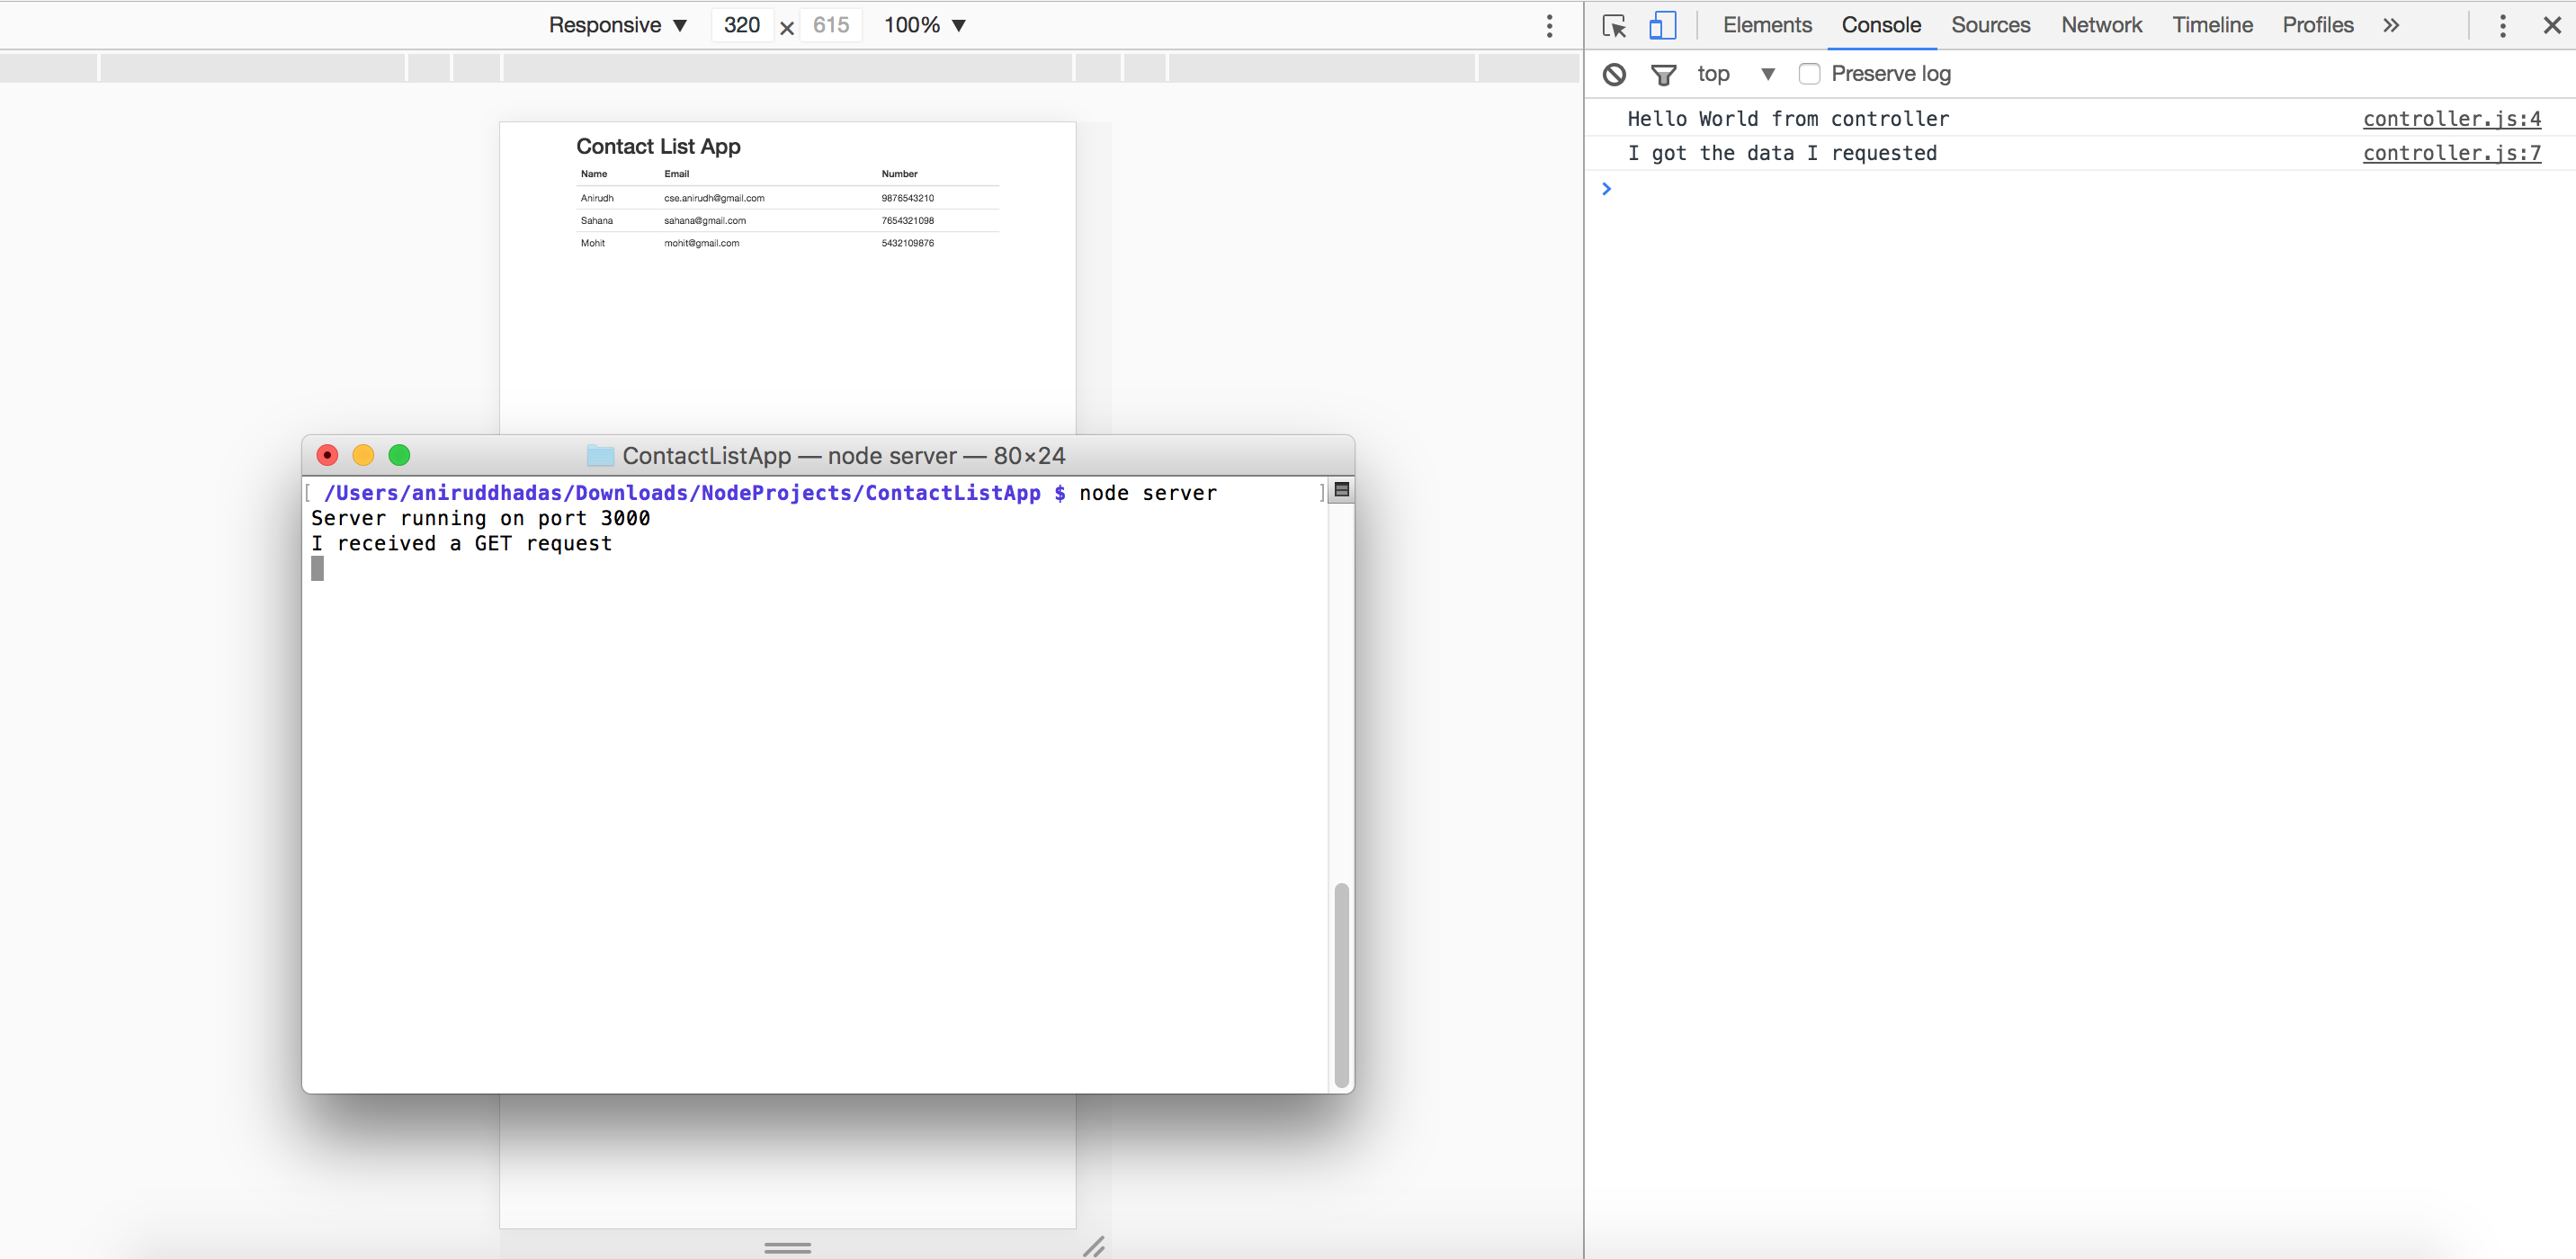 Responsive ▼ 320 × 615 100% ▼
Elements Console Sources Network Timeline Profiles »
top ▼ Preserve log
Hello World from controller controller.js:4
I got the data I requested controller.js:7
>
Contact List App
Name Email Number
Anirudh cse.anirudh@gmail.com 9876543210
Sahana sahana@gmail.com 7654321098
Mohit mohit@gmail.com 5432109876
ContactListApp — node server — 80×24
[ /Users/aniruddhadas/Downloads/NodeProjects/ContactListApp $ node server ]
Server running on port 3000
I received a GET request